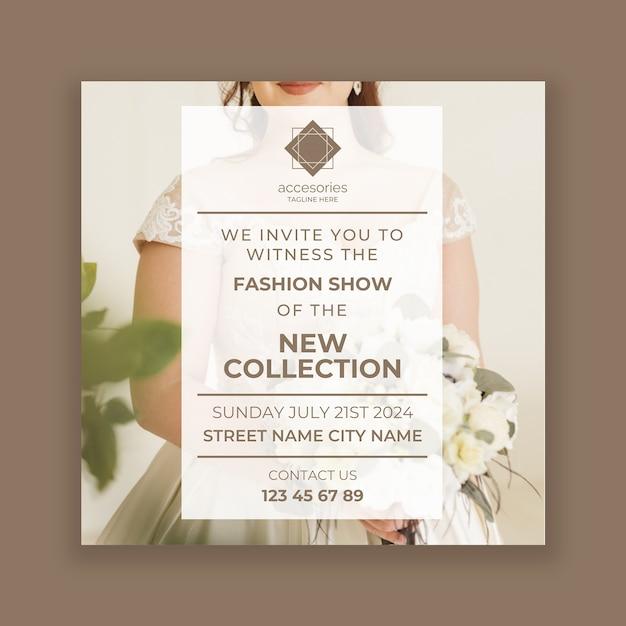 accesories
TAGLINE HERE
WE INVITE YOU TO
WITNESS THE
FASHION SHOW
OF THE
NEW
COLLECTION
SUNDAY JULY 21ST 2024
STREET NAME CITY NAME
CONTACT US
123 45 67 89